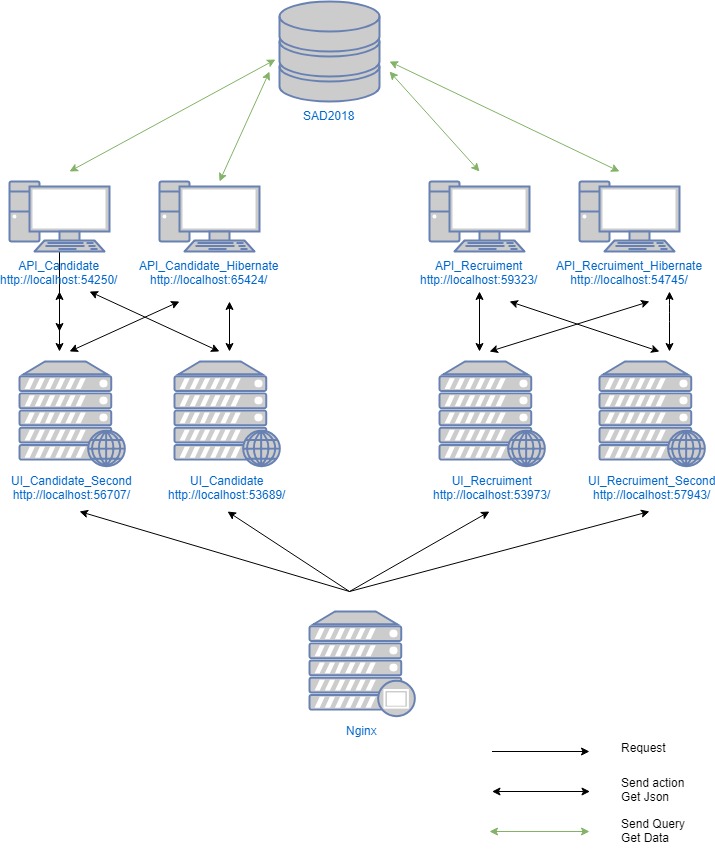 SAD2018
API_Candidate
http://localhost:54250/
API_Candidate_Hibernate
http://localhost:65424/
API_Recruiment
http://localhost:59323/
API_Recruiment_Hibernate
http://localhost:54745/
UI_Candidate_Second
http://localhost:56707/
UI_Candidate
http://localhost:53689/
UI_Recruiment
http://localhost:53973/
UI_Recruiment_Second
http://localhost:57943/
Nginx
Request
Send action
Get Json
Send Query
Get Data